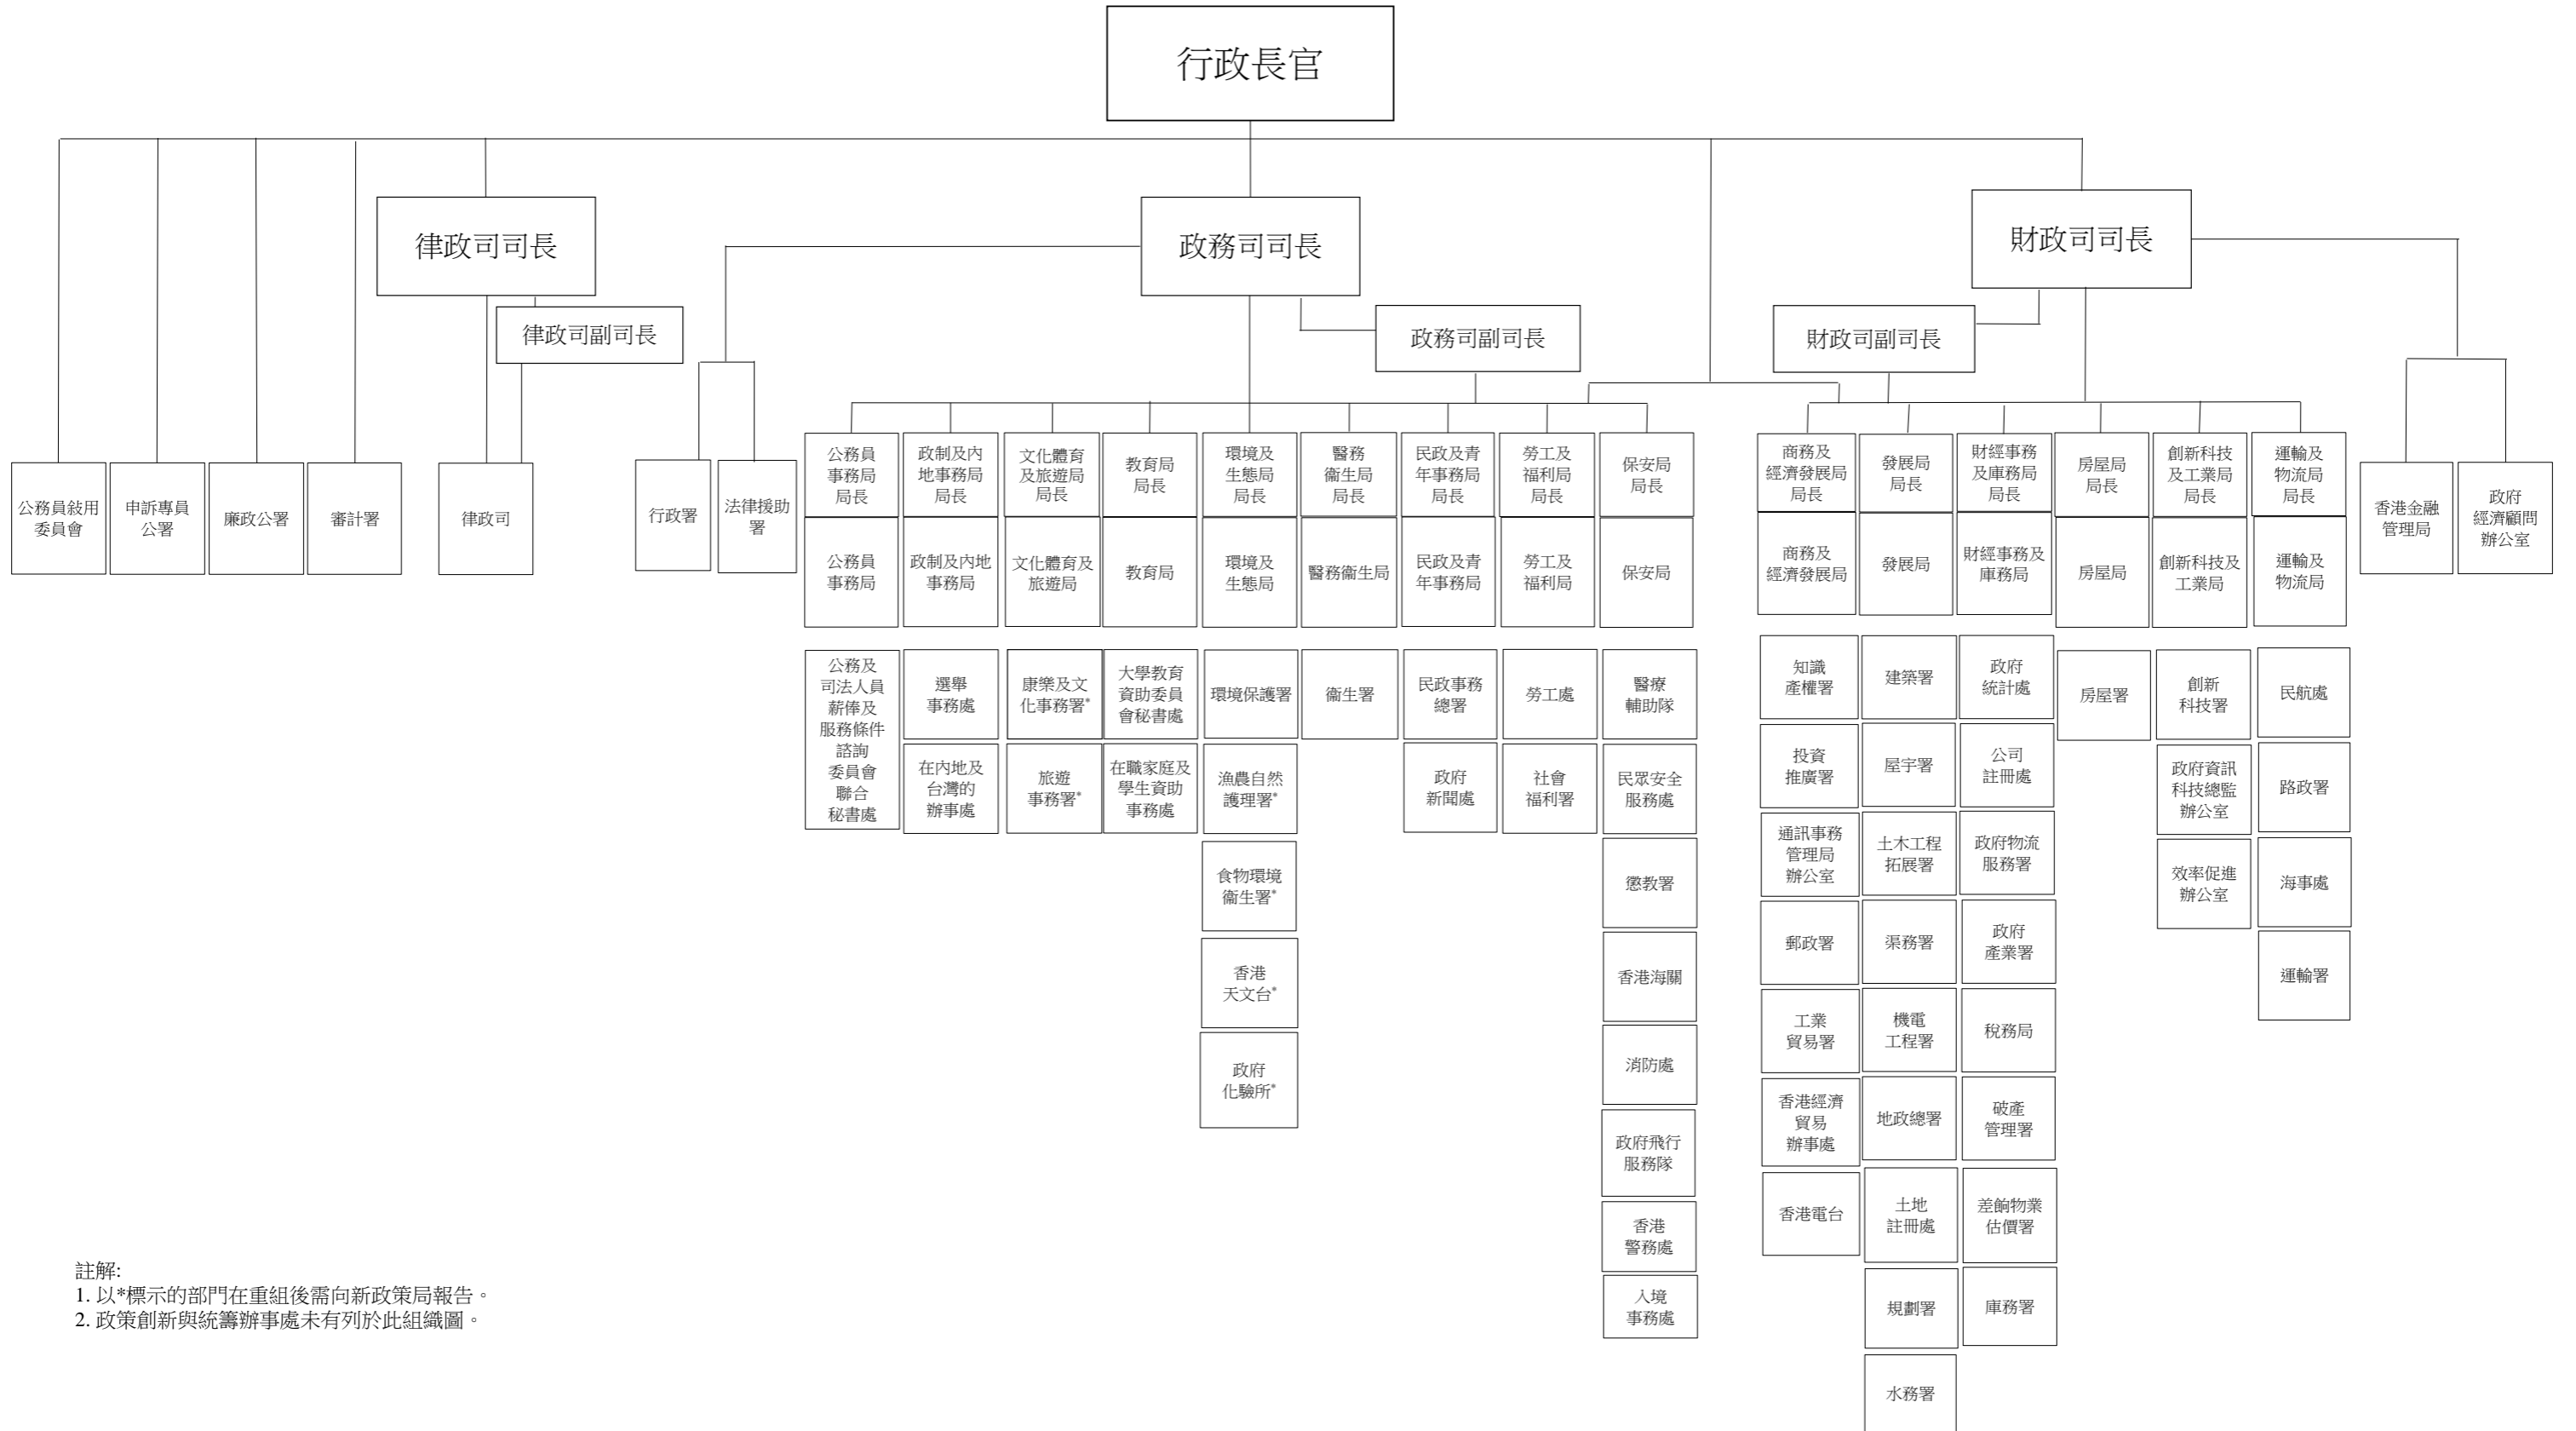 行政長官
律政司司長
政務司司長
財政司司長
律政司副司長
政務司副司長
財政司副司長
公務員敍用
委員會
申訴專員
公署
廉政公署
審計署
律政司
行政署
法律援助
署
公務員
事務局
局長
政制及內
地事務局
局長
文化體育
及旅遊局
局長
教育局
局長
環境及
生態局
局長
醫務
衞生局
局長
民政及青
年事務局
局長
勞工及
福利局
局長
保安局
局長
商務及
經濟發展局
局長
發展局
局長
財經事務
及庫務局
局長
房屋局
局長
創新科技
及工業局
局長
運輸及
物流局
局長
香港金融
管理局
政府
經濟顧問
辦公室
公務員
事務局
政制及內地
事務局
文化體育及
旅遊局
教育局
環境及
生態局
醫務衞生局
民政及青
年事務局
勞工及
福利局
保安局
商務及
經濟發展局
發展局
財經事務及
庫務局
房屋局
創新科技及
工業局
運輸及
物流局
公務及
司法人員
薪俸及
服務條件
諮詢
委員會
聯合
秘書處
選舉
事務處
在內地及
台灣的
辦事處
康樂及文
化事務署*
旅遊
事務署*
大學教育
資助委員
會秘書處
在職家庭及
學生資助
事務處
環境保護署
漁農自然
護理署*
食物環境
衞生署*
香港
天文台*
政府
化驗所*
衞生署
民政事務
總署
政府
新聞處
勞工處
社會
福利署
醫療
輔助隊
民眾安全
服務處
懲教署
香港海關
消防處
政府飛行
服務隊
香港
警務處
入境
事務處
知識
產權署
投資
推廣署
通訊事務
管理局
辦公室
郵政署
工業
貿易署
香港經濟
貿易
辦事處
香港電台
建築署
屋宇署
土木工程
拓展署
渠務署
機電
工程署
地政總署
土地
註冊處
規劃署
水務署
政府
統計處
公司
註冊處
政府物流
服務署
政府
產業署
稅務局
破產
管理署
差餉物業
估價署
庫務署
房屋署
創新
科技署
政府資訊
科技總監
辦公室
效率促進
辦公室
民航處
路政署
海事處
運輸署
註解:
1. 以*標示的部門在重組後需向新政策局報告。
2. 政策創新與統籌辦事處未有列於此組織圖。